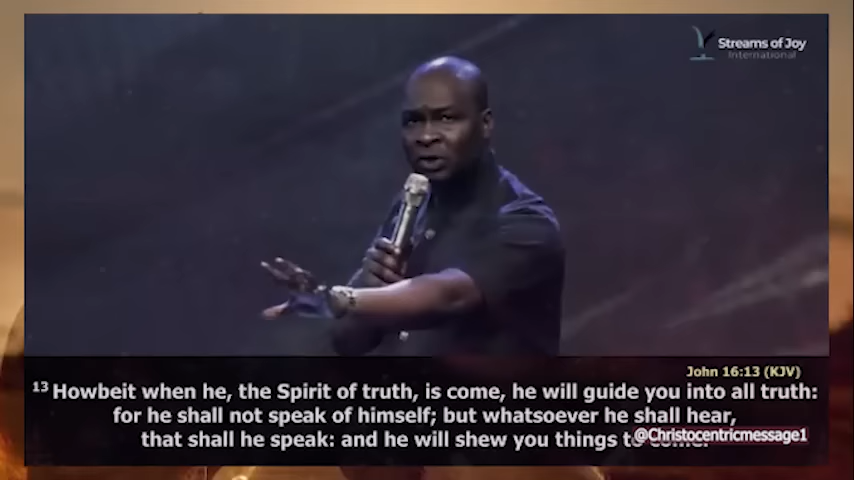 Streams of Joy
International
John 16:13 (KJV)
13 Howbeit when he, the Spirit of truth, is come, he will guide you into all truth:
for he shall not speak of himself; but whatsoever he shall hear,
that shall he speak: and he will shew you things to come.
@Christocentricmessage1